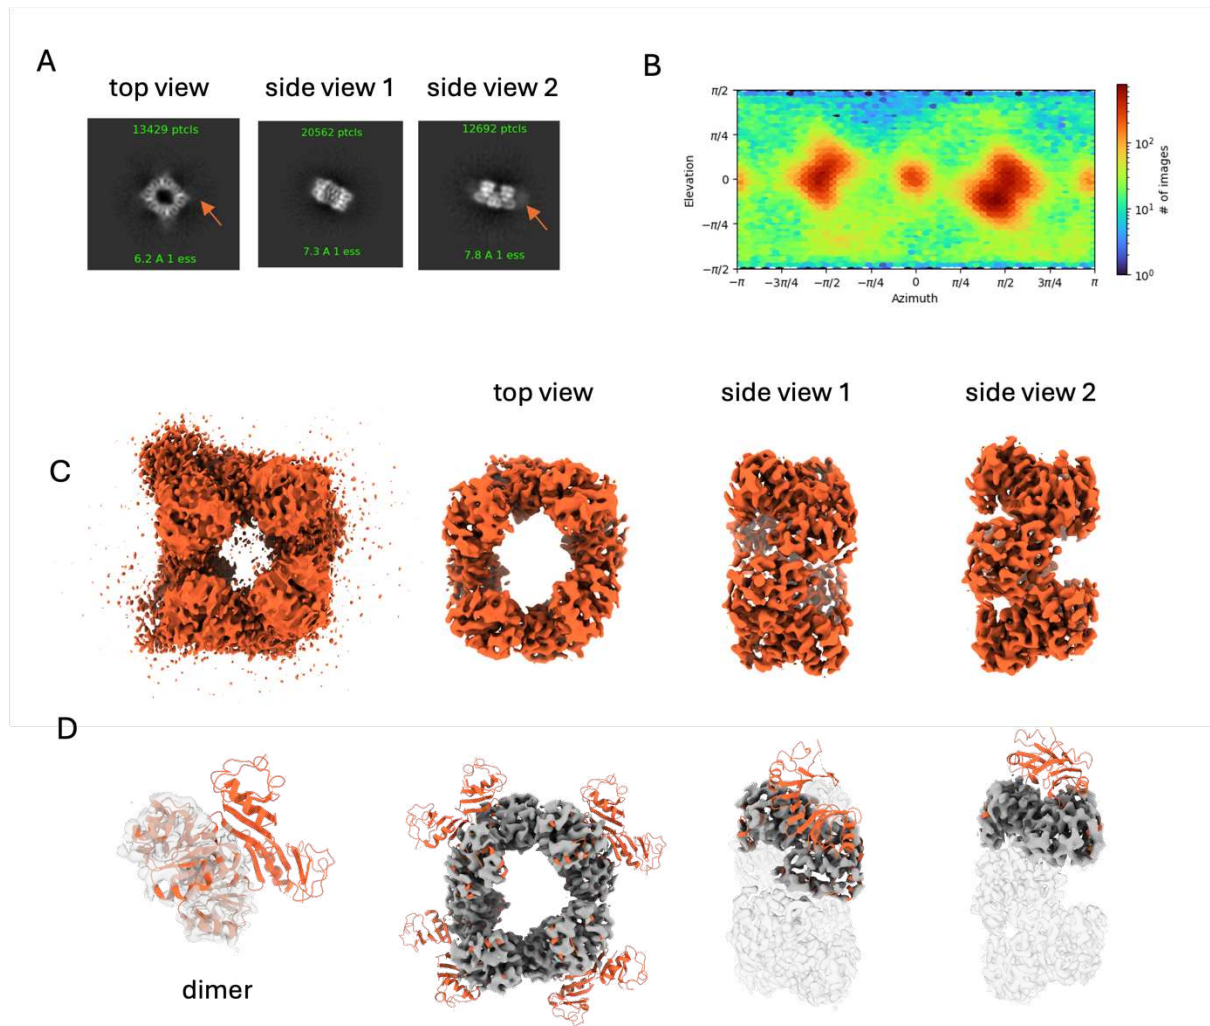 A
top view
side view 1
side view 2
13429 ptcls
20562 ptcls
12692 ptcls
6.2 A 1 ess
7.3 A 1 ess
7.8 A 1 ess
B
π/2
π/4
0
−π/4
−π/2
Elevation
−π
−3π/4
−π/2
−π/4
0
π/4
π/2
3π/4
π
Azimuth
10²
10¹
10⁰
# of images
C
top view
side view 1
side view 2
D
dimer